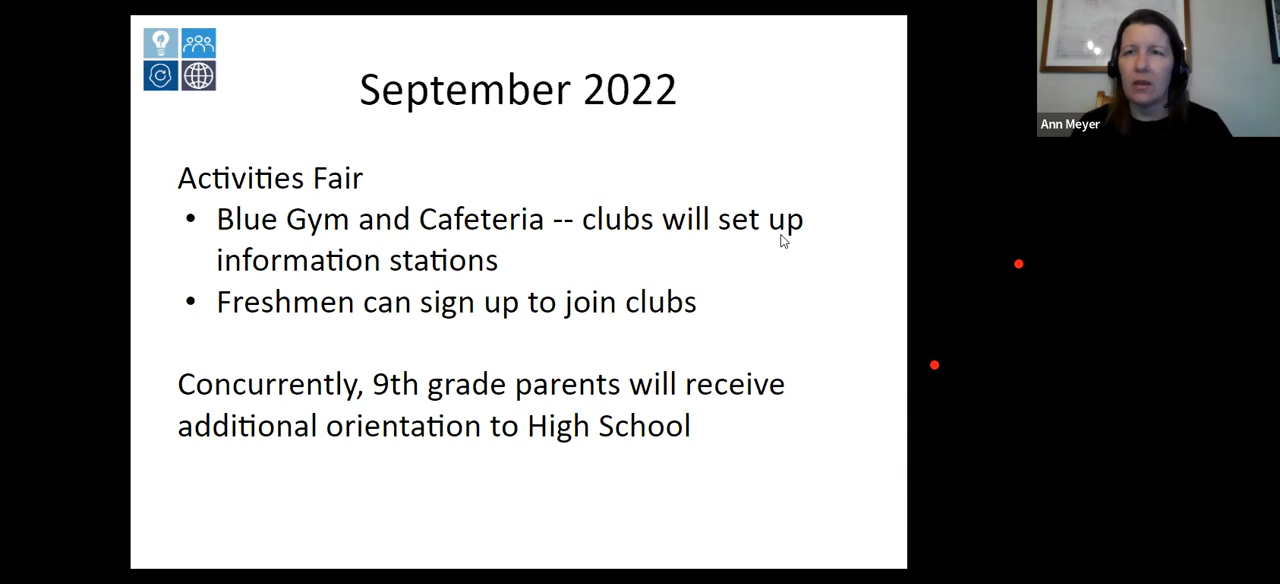 September 2022
Ann Meyer
Activities Fair
• Blue Gym and Cafeteria -- clubs will set up
information stations
• Freshmen can sign up to join clubs
Concurrently, 9th grade parents will receive
additional orientation to High School